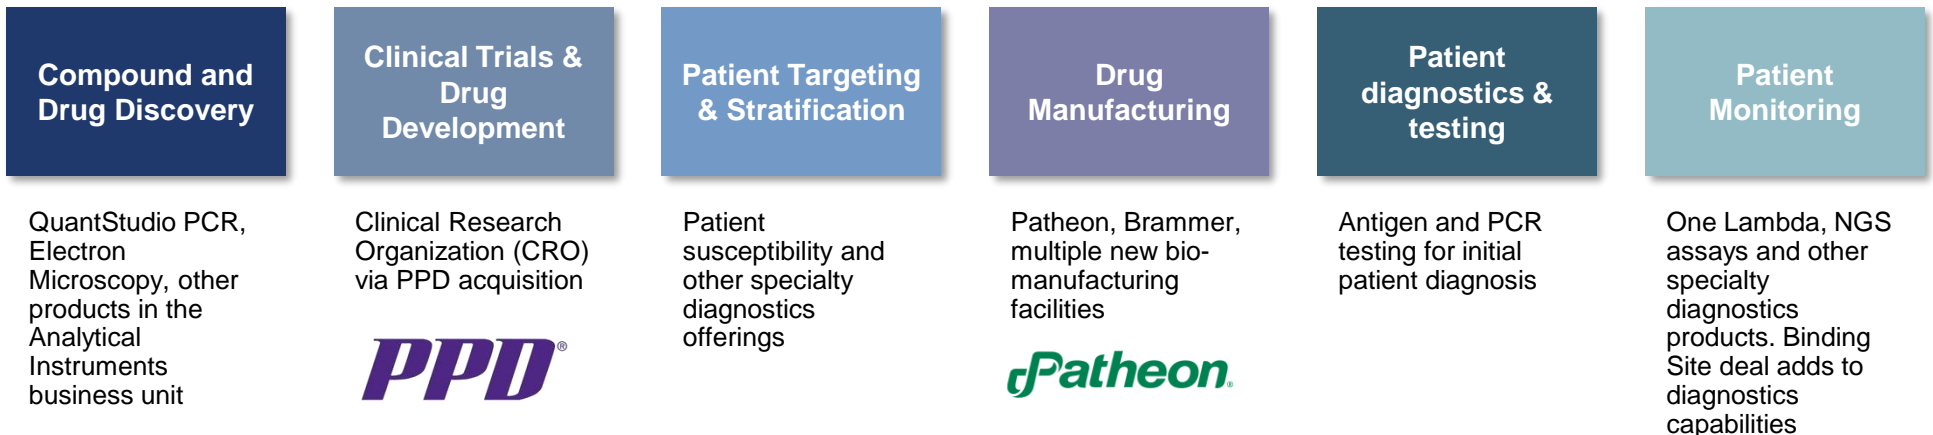 Compound and
Drug Discovery
QuantStudio PCR,
Electron
Microscopy, other
products in the
Analytical
Instruments
business unit
Clinical Trials &
Drug
Development
Clinical Research
Organization (CRO)
via PPD acquisition
PPD®
Patient Targeting
& Stratification
Patient
susceptibility and
other specialty
diagnostics
offerings
Drug
Manufacturing
Patheon, Brammer,
multiple new bio-
manufacturing
facilities
Patheon®
Patient
diagnostics &
testing
Antigen and PCR
testing for initial
patient diagnosis
Patient
Monitoring
One Lambda, NGS
assays and other
specialty
diagnostics
products. Binding
Site deal adds to
diagnostics
capabilities